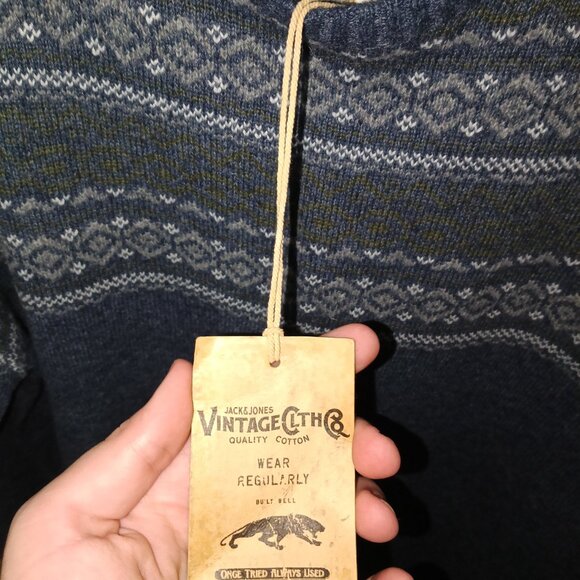 JACK&JONES
VINTAGE CLTH CO
QUALITY COTTON
WEAR
REGULARLY
BUILT WELL
ONCE TRIED ALWAYS USED